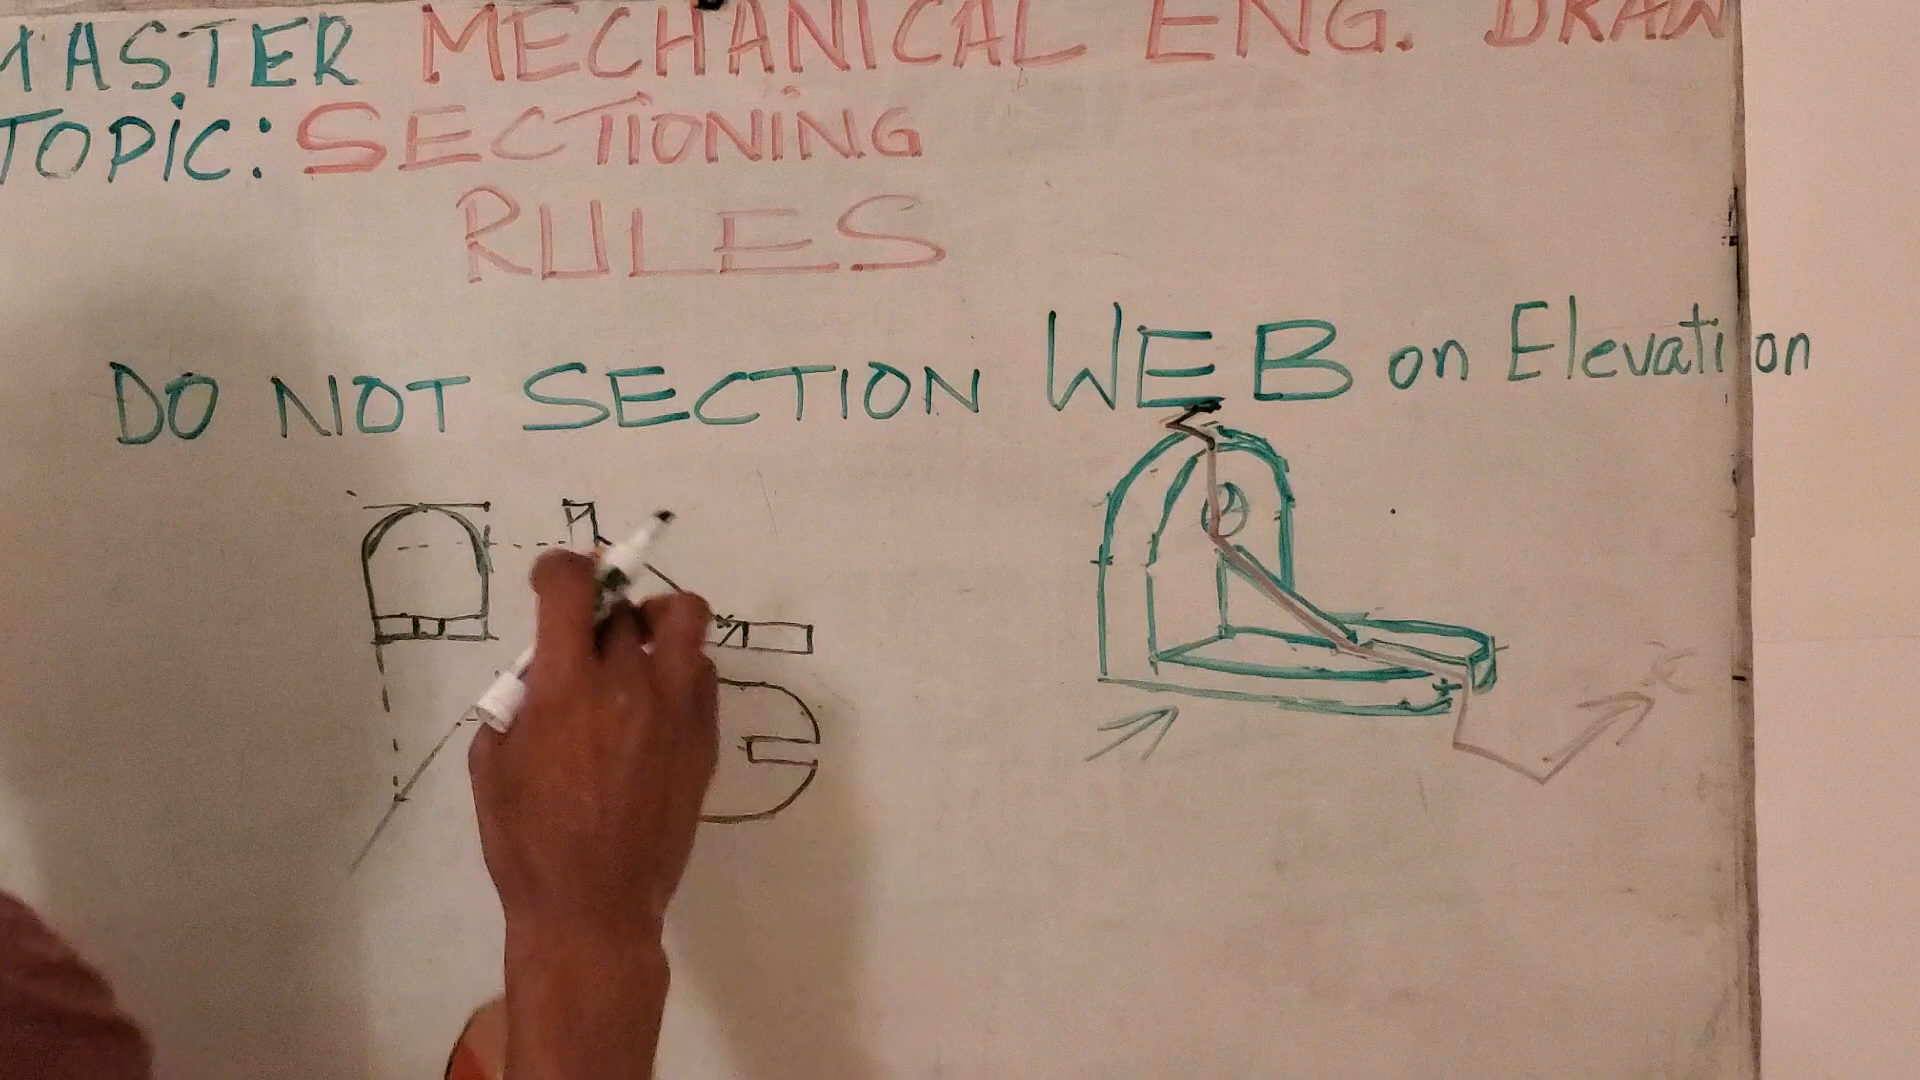 MASTER MECHANICAL ENG. DRAW
TOPIC: SECTIONING
RULES
DO NOT SECTION WEB on Elevation